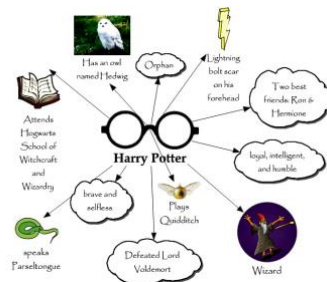 Has an owl
named Hedwig
Orphan
Lightning
bolt scar
on his
forehead
Two best
friends: Ron &
Hermione
Attends
Hogwarts
School of
Witchcraft
and
Wizardry
Harry Potter
loyal, intelligent,
and humble
brave and
selfless
Plays
Quidditch
speaks
Parseltongue
Defeated Lord
Voldemort
Wizard